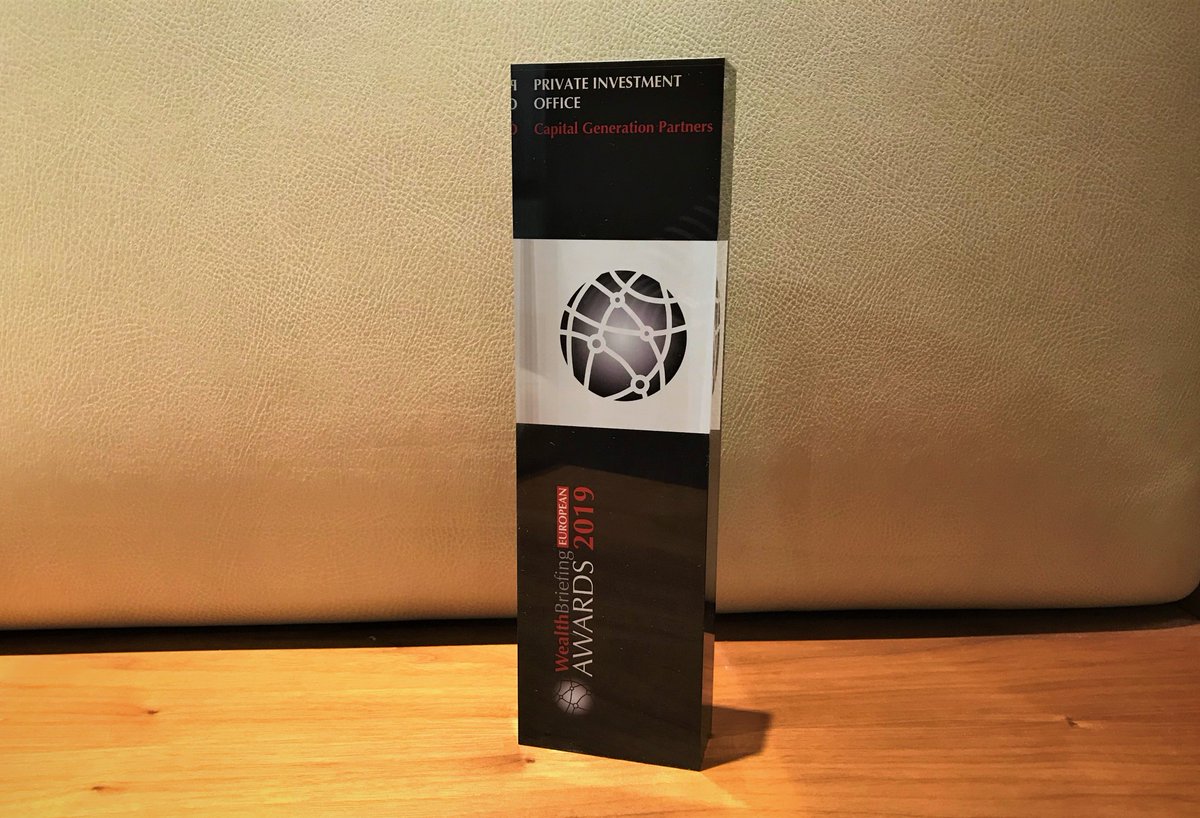 PRIVATE INVESTMENT
OFFICE
Capital Generation Partners
WealthBriefing EUROPEAN
AWARDS 2019